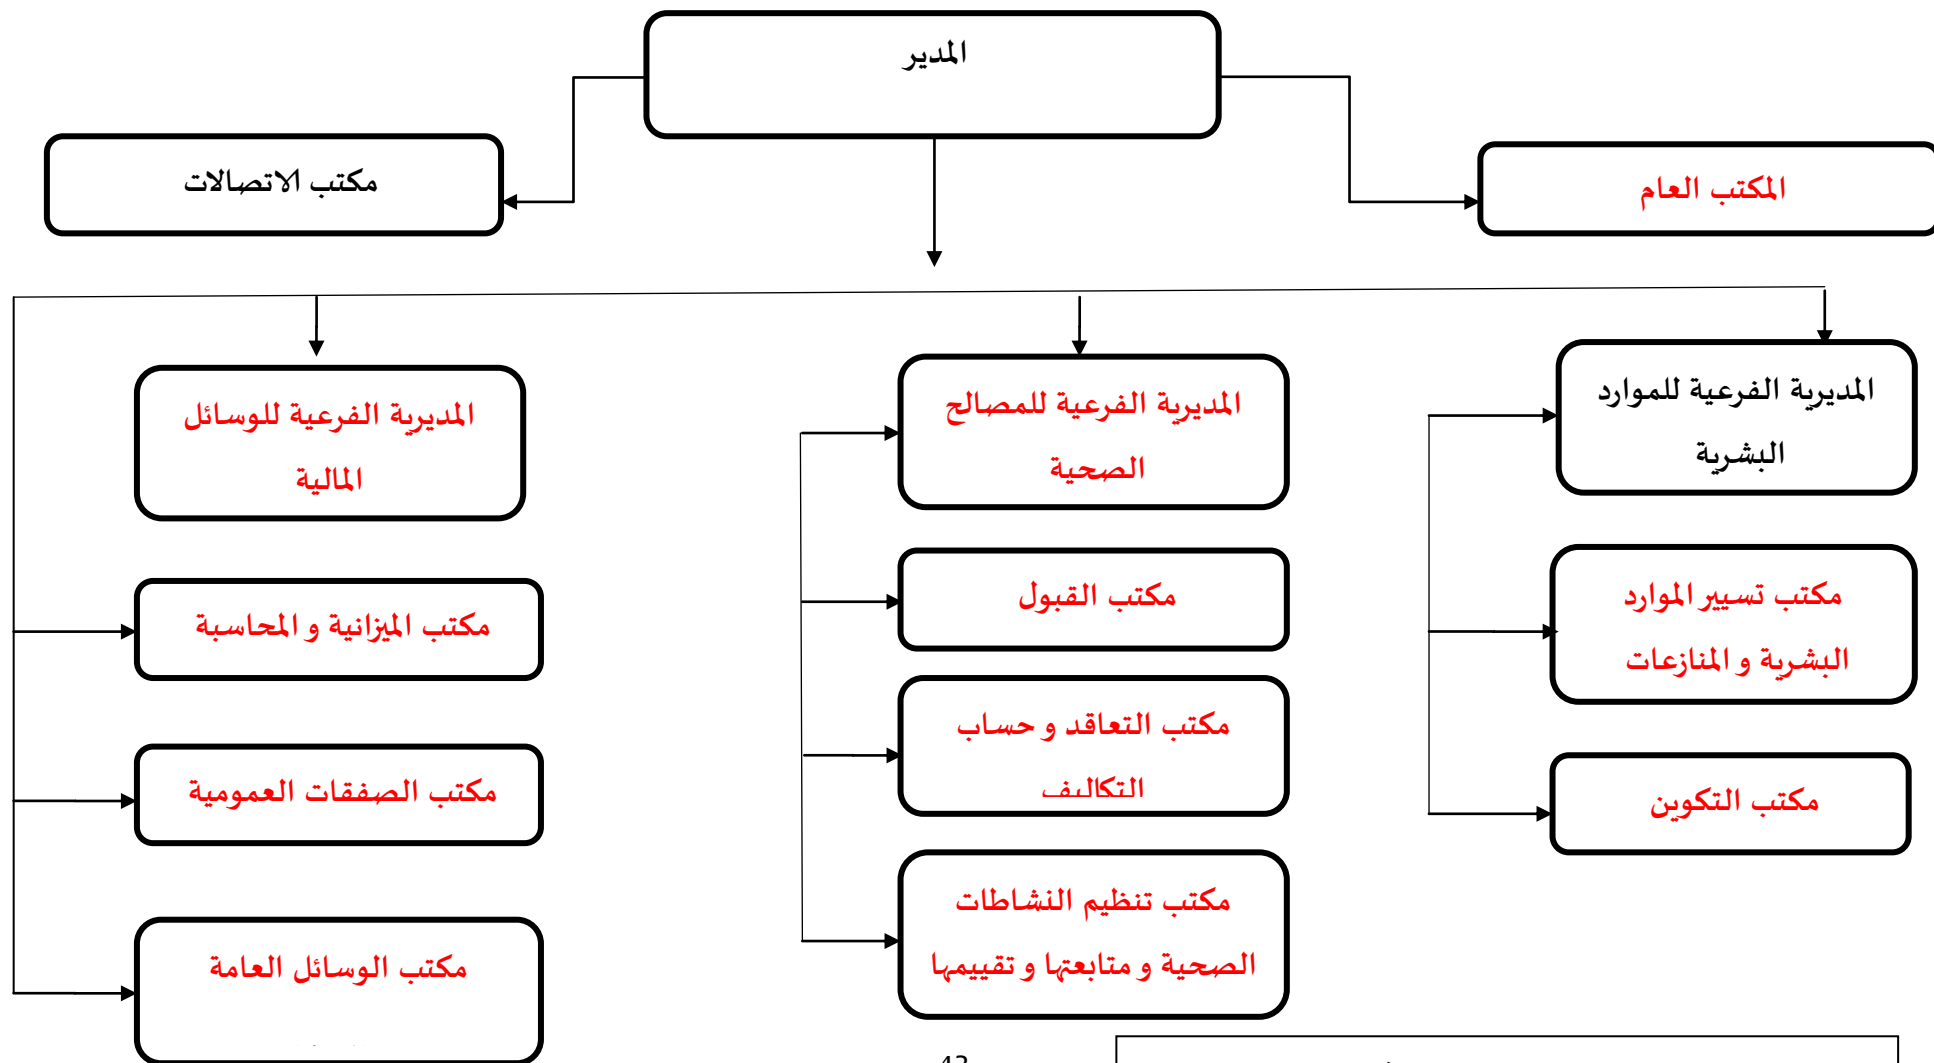 المدير
المكتب العام
مكتب الاتصالات
المديرية الفرعية للموارد
البشرية
مكتب تسيير الموارد
البشرية و المنازعات
مكتب التكوين
المديرية الفرعية للمصالح
الصحية
مكتب القبول
مكتب التعاقد و حساب
التكاليف
مكتب تنظيم النشاطات
الصحية و متابعتها و تقييمها
المديرية الفرعية للوسائل
المالية
مكتب الميزانية و المحاسبة
مكتب الصفقات العمومية
مكتب الوسائل العامة
43